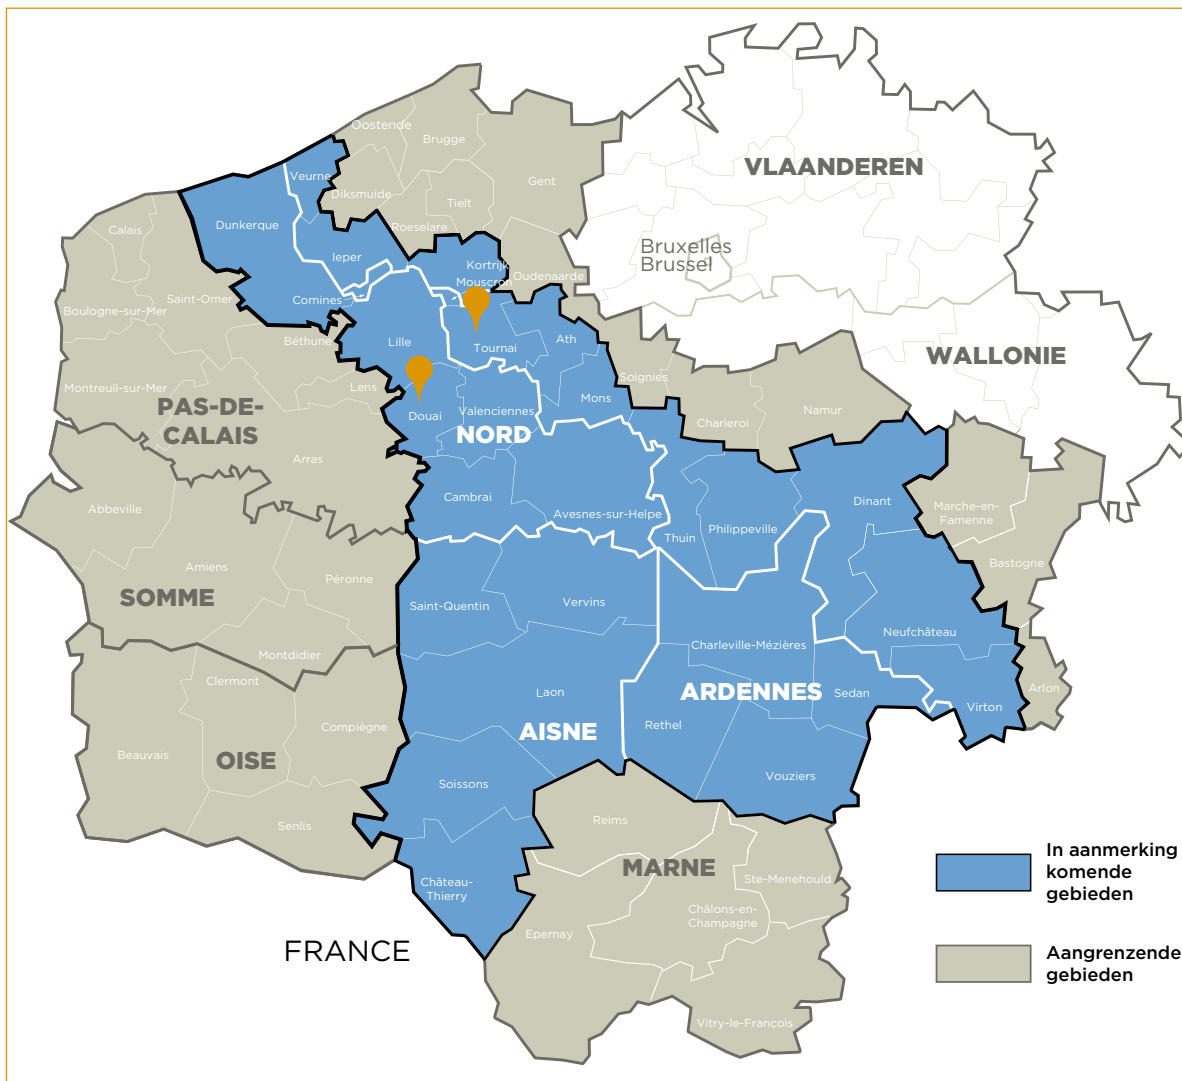 Oostende
Brugge
Gent
VLAANDEREN
Veurne
Diksmuide
Tielt
Roeselare
Dunkerque
Calais
Ieper
Kortrijk
Mouscron
Oudenaarde
Bruxelles
Brussel
Saint-Omer
Comines
Boulogne-sur-Mer
Béthune
Lille
Tournai
Ath
WALLONIE
Montreuil-sur-Mer
Lens
Soignies
PAS-DE-
CALAIS
Douai
Valenciennes
NORD
Mons
Charleroi
Namur
Arras
Abbeville
Cambrai
Avesnes-sur-Helpe
Thuin
Philippeville
Dinant
Marche-en-
Famenne
Bastogne
Amiens
Péronne
SOMME
Saint-Quentin
Vervins
Neufchâteau
Montdidier
Charleville-Mézières
Clermont
Laon
ARDENNES
Sedan
Arlon
Virton
Compiègne
Rethel
AISNE
Beauvais
OISE
Soissons
Vouziers
Senlis
Reims
MARNE
Château-
Thierry
Ste-Menehould
Châlons-en-
Champagne
Epernay
FRANCE
Vitry-le-François
In aanmerking
komende
gebieden
Aangrenzende
gebieden